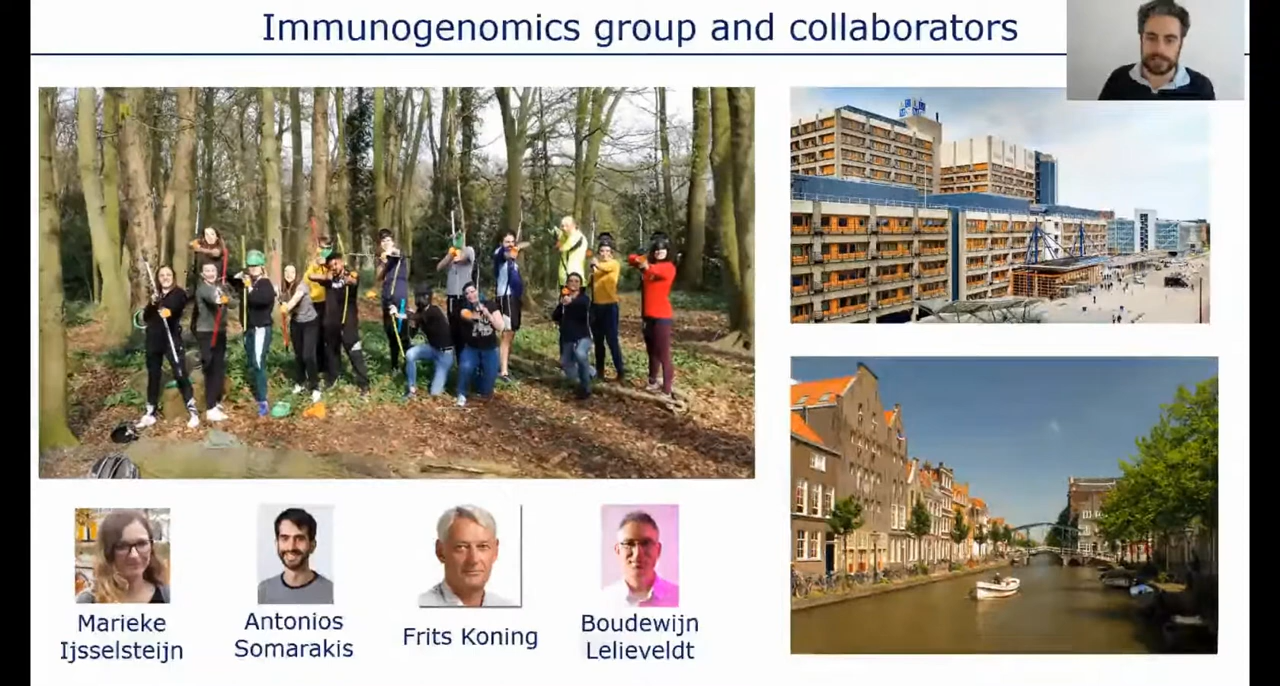 Immunogenomics group and collaborators
Marieke
Ijsselsteijn
Antonios
Somarakis
Frits Koning
Boudewijn
Lelieveldt